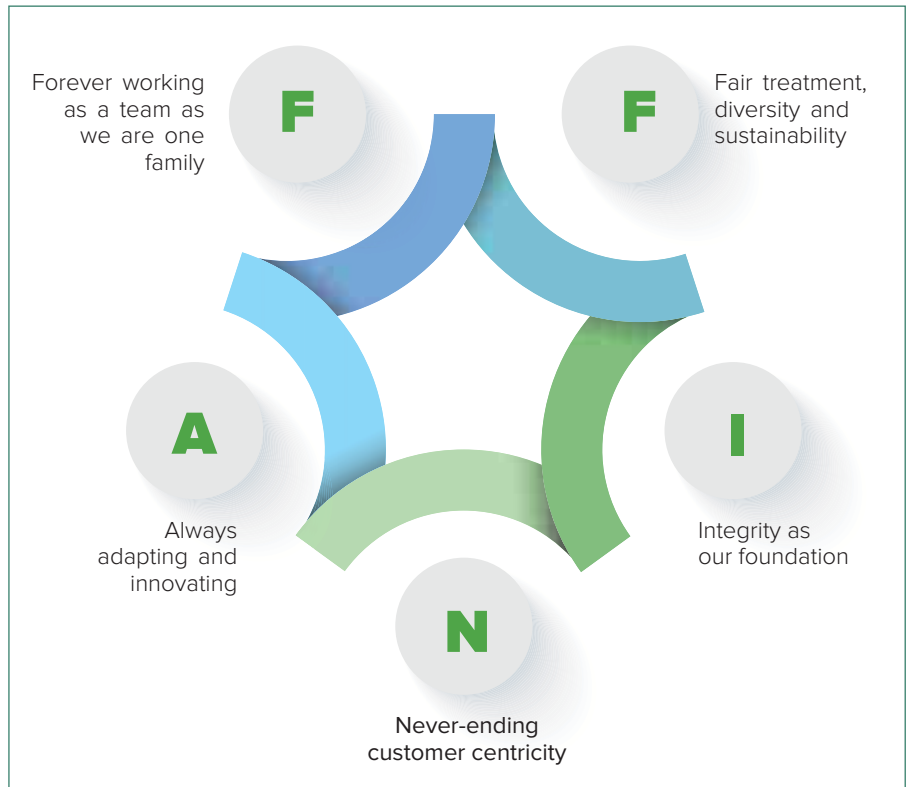 F
Forever working
as a team as
we are one
family
F
Fair treatment,
diversity and
sustainability
A
Always
adapting and
innovating
I
Integrity as
our foundation
N
Never-ending
customer centricity